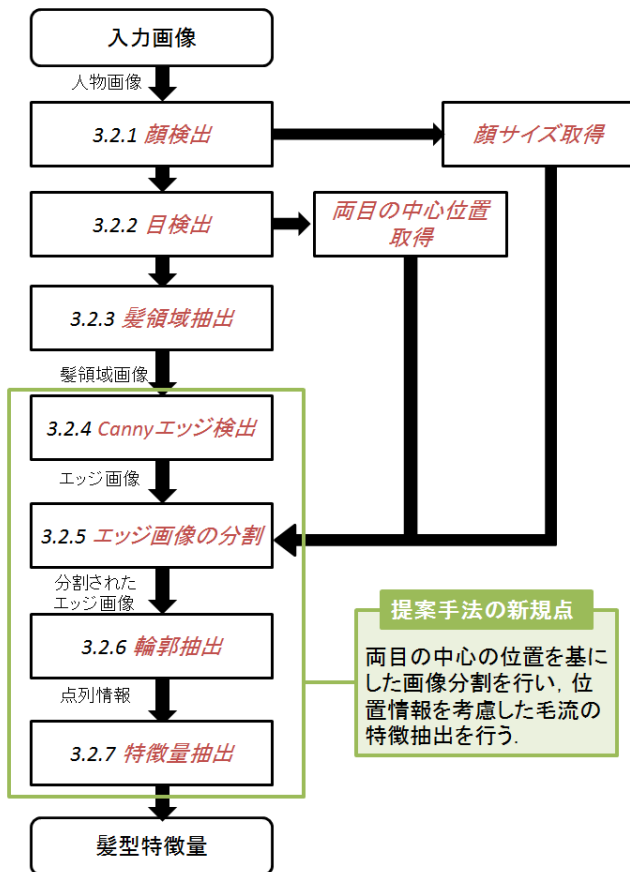 入力画像
人物画像
3.2.1 顔検出
顔サイズ取得
3.2.2 目検出
両目の中心位置
取得
3.2.3 髪領域抽出
髪領域画像
3.2.4 Cannyエッジ検出
エッジ画像
3.2.5 エッジ画像の分割
分割された
エッジ画像
3.2.6 輪郭抽出
点列情報
3.2.7 特徴量抽出
髪型特徴量
提案手法の新規点
両目の中心の位置を基に
した画像分割を行い, 位
置情報を考慮した毛流の
特徴抽出を行う.